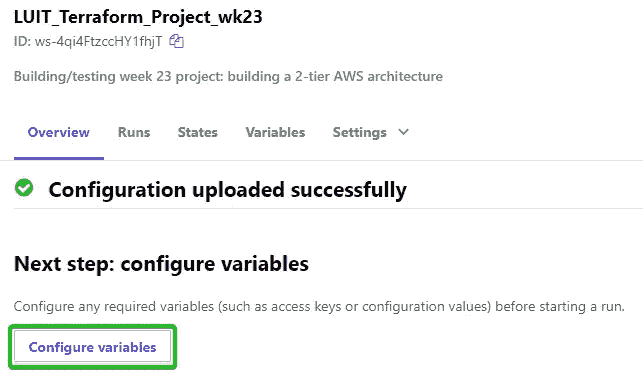 LUIT_Terraform_Project_wk23
ID: ws-4qi4FtzccHY1fhjT
Building/testing week 23 project: building a 2-tier AWS architecture
Overview Runs States Variables Settings
Configuration uploaded successfully
Next step: configure variables
Configure any required variables (such as access keys or configuration values) before starting a run.
Configure variables